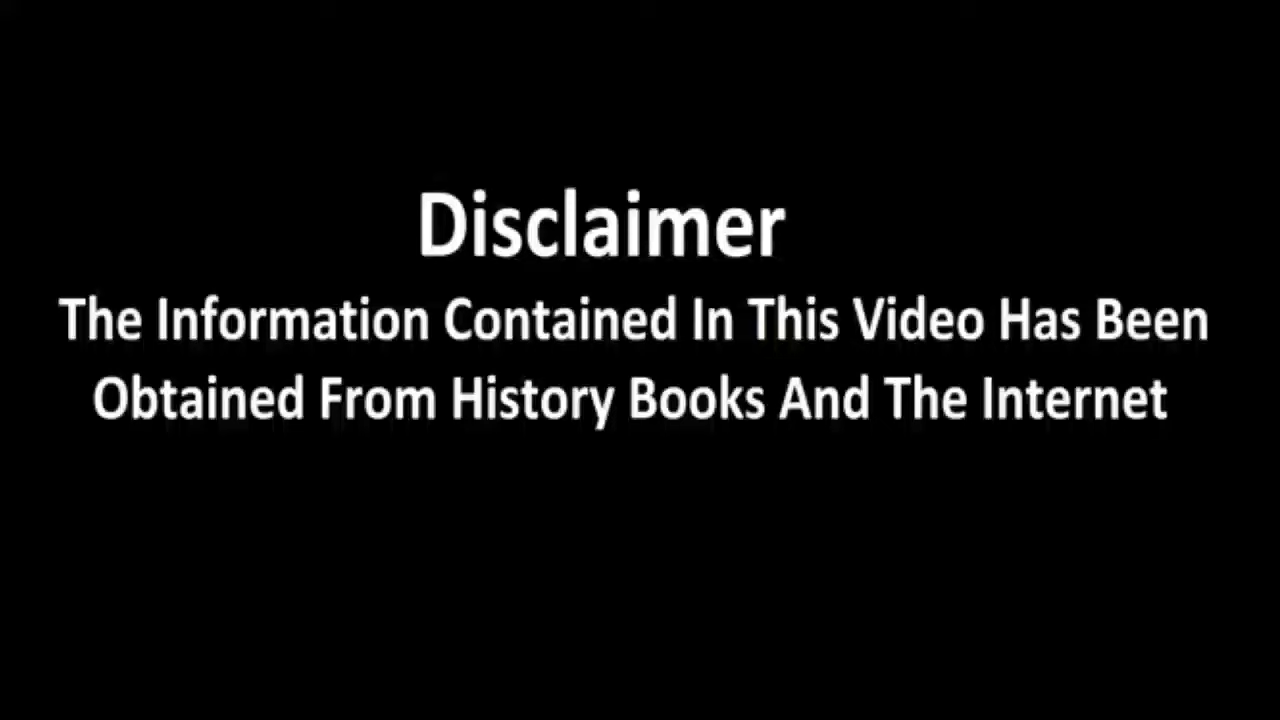 Disclaimer
The Information Contained In This Video Has Been
Obtained From History Books And The Internet